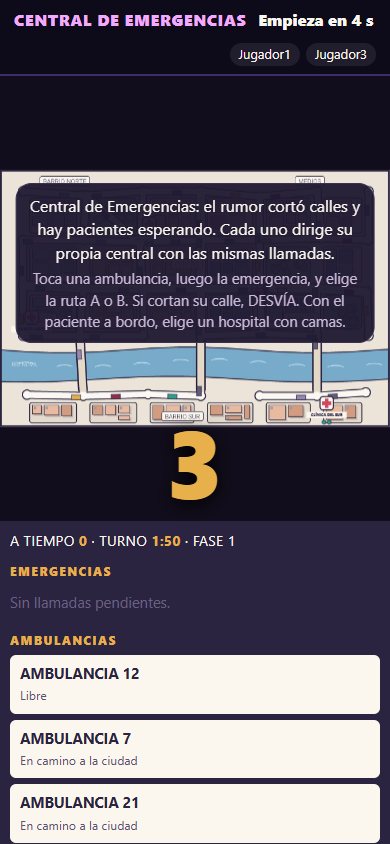 CENTRAL DE EMERGENCIAS Empieza en 4 s
Jugador1 Jugador3
BARRIO NORTE
Central de Emergencias: el rumor cortó calles y
hay pacientes esperando. Cada uno dirige su
propia central con las mismas llamadas.
Toca una ambulancia, luego la emergencia, y elige
la ruta A o B. Si cortan su calle, DESVÍA. Con el
paciente a bordo, elige un hospital con camas.
BARRIO SUR
CLÍNICA DEL SUR
3
A TIEMPO 0 · TURNO 1:50 · FASE 1
EMERGENCIAS
Sin llamadas pendientes.
AMBULANCIAS
AMBULANCIA 12
Libre
AMBULANCIA 7
En camino a la ciudad
AMBULANCIA 21
En camino a la ciudad